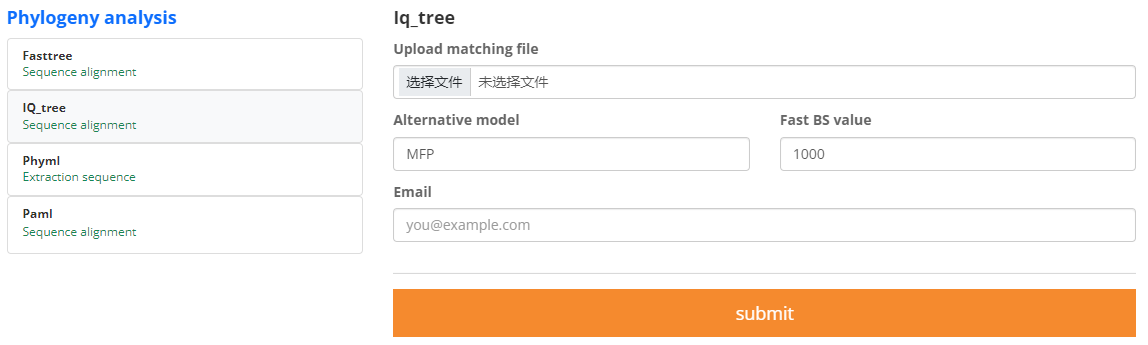 Phylogeny analysis
Fasttree
Sequence alignment
IQ_tree
Sequence alignment
Phyml
Extraction sequence
Paml
Sequence alignment
Iq_tree
Upload matching file
选择文件 未选择文件
Alternative model Fast BS value
MFP 1000
Email
you@example.com
submit